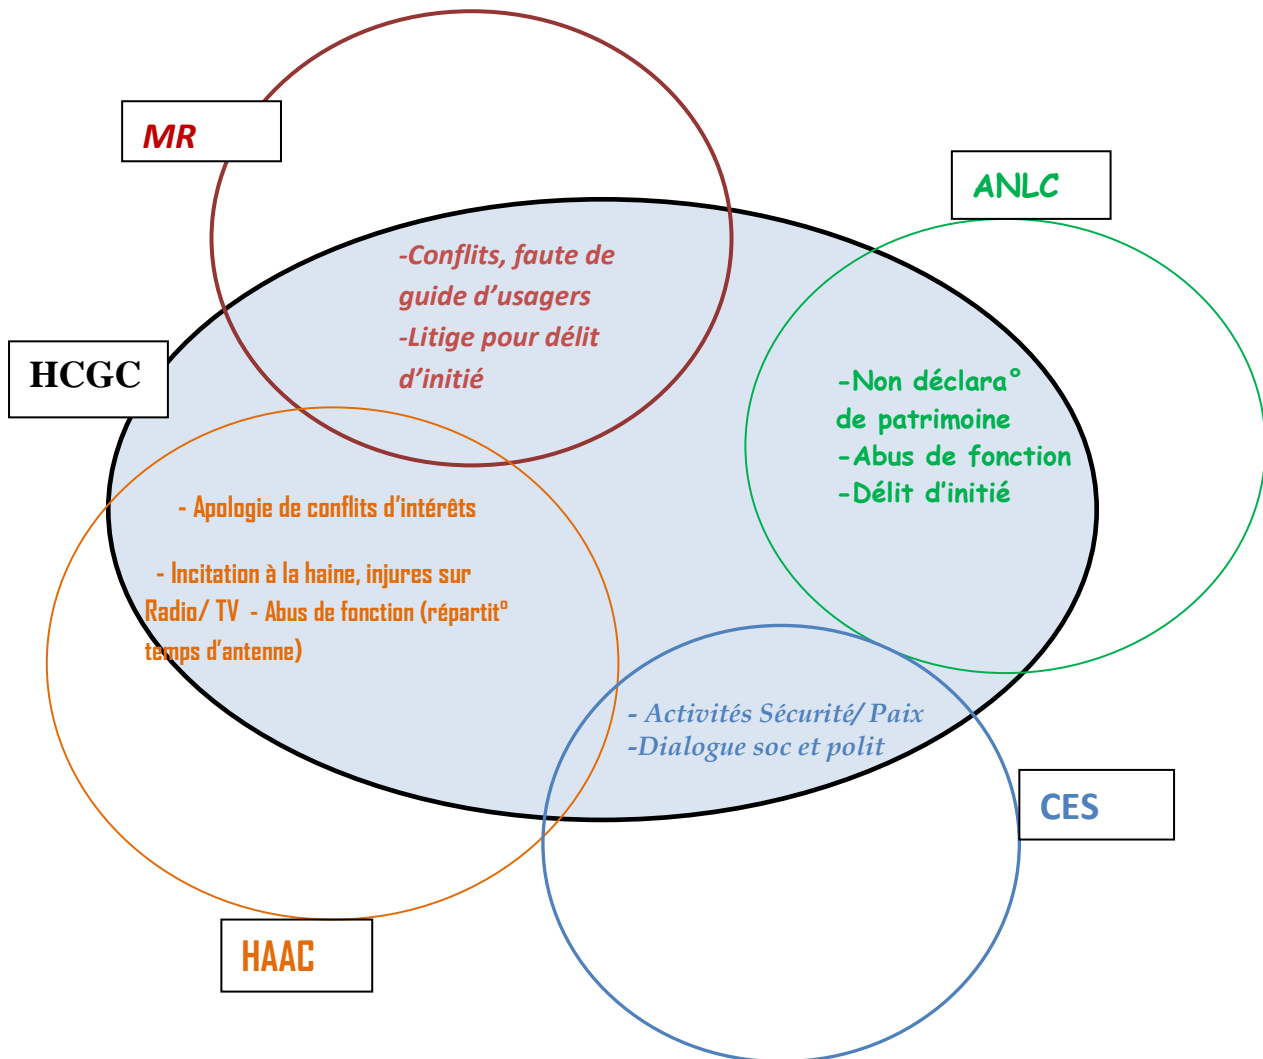 MR
ANLC
-Conflits, faute de
guide d’usagers
-Litige pour délit
d’initié
HCGC
-Non déclara°
de patrimoine
-Abus de fonction
-Délit d’initié
- Apologie de conflits d’intérêts
- Incitation à la haine, injures sur
Radio/ TV - Abus de fonction (répartit°
temps d’antenne)
- Activités Sécurité/ Paix
-Dialogue soc et polit
CES
HAAC